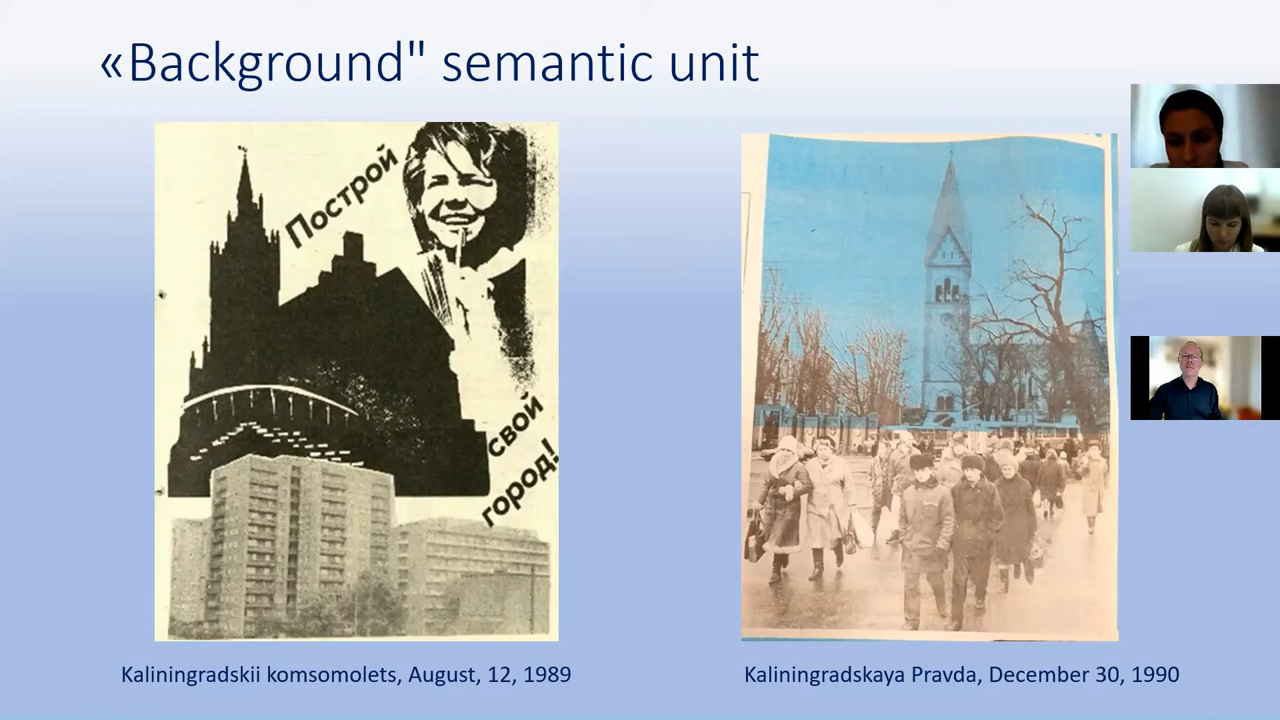 «Background" semantic unit
Построй
свой
город!
Kaliningradskii komsomolets, August, 12, 1989
Kaliningradskaya Pravda, December 30, 1990